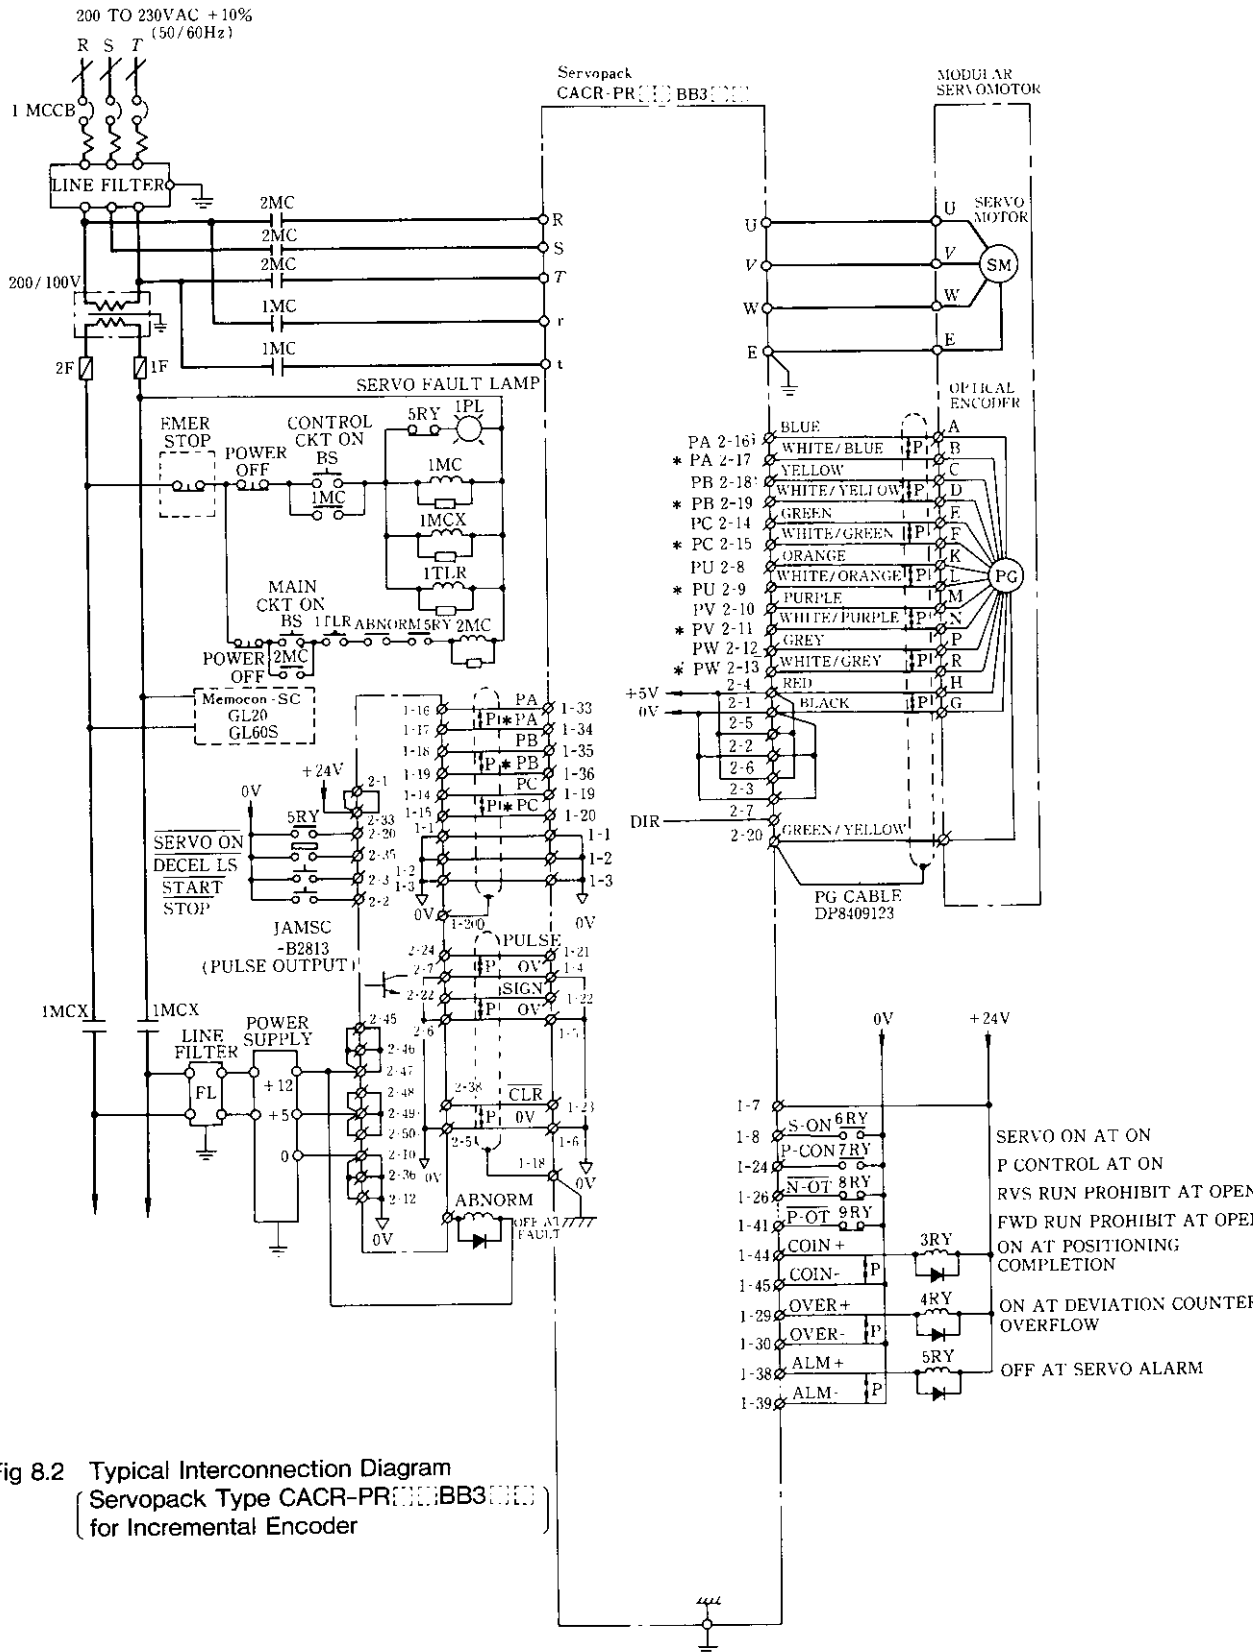 200 TO 230VAC +10%
(50/60Hz)
R S T
1 MCCB
LINE FILTER
2MC
2MC
2MC
1MC
1MC
R
S
T
r
t
200/100V
2F
1F
Servopack
CACR-PR BB3
MODULAR
SERVOMOTOR
SERVO
MOTOR
U
V
W
E
U
V
W
E
SM
SERVO FAULT LAMP
EMER
STOP
POWER
OFF
CONTROL
CKT ON
BS
1MC
5RY
1PL
1MC
1MCX
1TLR
MAIN
CKT ON
BS
1TLR
ABNORM
5RY
2MC
POWER
OFF
2MC
Memocon-SC
GL20
GL60S
OPTICAL
ENCODER
PA 2-16 BLUE A
* PA 2-17 WHITE/BLUE P B
PB 2-18 YELLOW C
* PB 2-19 WHITE/YELLOW P D
PC 2-14 GREEN E
* PC 2-15 WHITE/GREEN P F
PU 2-8 ORANGE K
* PU 2-9 WHITE/ORANGE P L
PV 2-10 PURPLE M
* PV 2-11 WHITE/PURPLE P N
PW 2-12 GREY P
* PW 2-13 WHITE/GREY P R
+5V 2-4 RED H
0V 2-1 BLACK P G
PG
2-5
2-2
2-6
2-3
2-7
DIR
2-20 GREEN/YELLOW
PG CABLE
DP8409123
1-16 PA 1-33
1-17 P *PA 1-34
1-18 PB 1-35
1-19 P *PB 1-36
1-14 PC 1-19
1-15 P *PC 1-20
1-1 1-1
1-2 1-2
1-3 1-3
0V
1-20
0V
+24V
0V
2-1
2-33
5RY
2-20
SERVO ON
2-35
DECEL LS
2-3
START
2-2
STOP
JAMSC
-B2813
(PULSE OUTPUT)
2-24 PULSE 1-21
2-7 P 0V 1-4
2-22 SIGN 1-22
2-6 P 0V 1-5
2-38 CLR 1-23
2-5 P 0V 1-6
0V
1-18
0V
1MCX
1MCX
LINE
FILTER
FL
POWER
SUPPLY
+12
+5
0
2-45
2-46
2-47
2-48
2-49
2-50
2-10
2-36
2-12
0V
ABNORM
OFF AT
FAULT
0V
+24V
1-7
1-8 S-ON 6RY SERVO ON AT ON
1-24 P-CON 7RY P CONTROL AT ON
1-26 N-OT 8RY RVS RUN PROHIBIT AT OPEN
1-41 P-OT 9RY FWD RUN PROHIBIT AT OPE
1-44 COIN+ 3RY ON AT POSITIONING
COMPLETION
1-45 COIN- P
1-29 OVER+ 4RY ON AT DEVIATION COUNTER
OVERFLOW
1-30 OVER- P
1-38 ALM+ 5RY OFF AT SERVO ALARM
1-39 ALM- P
ig 8.2 Typical Interconnection Diagram
Servopack Type CACR-PR BB3
for Incremental Encoder